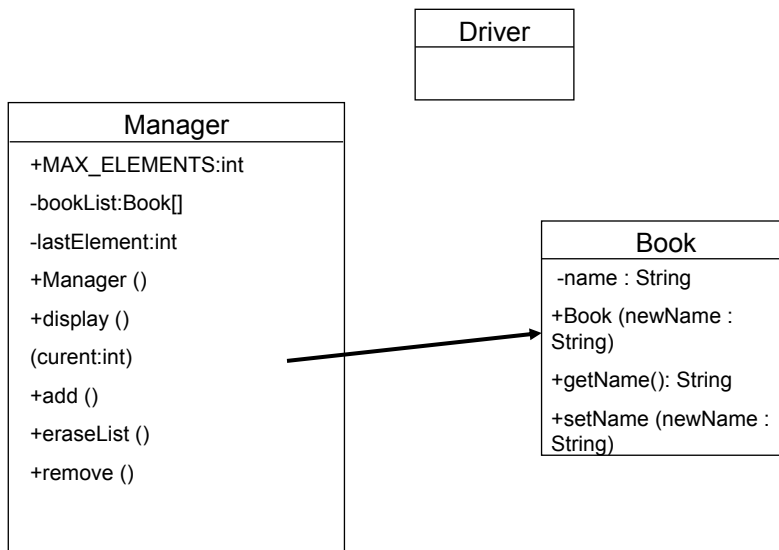 Driver
Manager
+MAX_ELEMENTS:int
-bookList:Book[]
-lastElement:int
+Manager ()
+display ()
(curent:int)
+add ()
+eraseList ()
+remove ()
Book
-name : String
+Book (newName :
String)
+getName(): String
+setName (newName :
String)